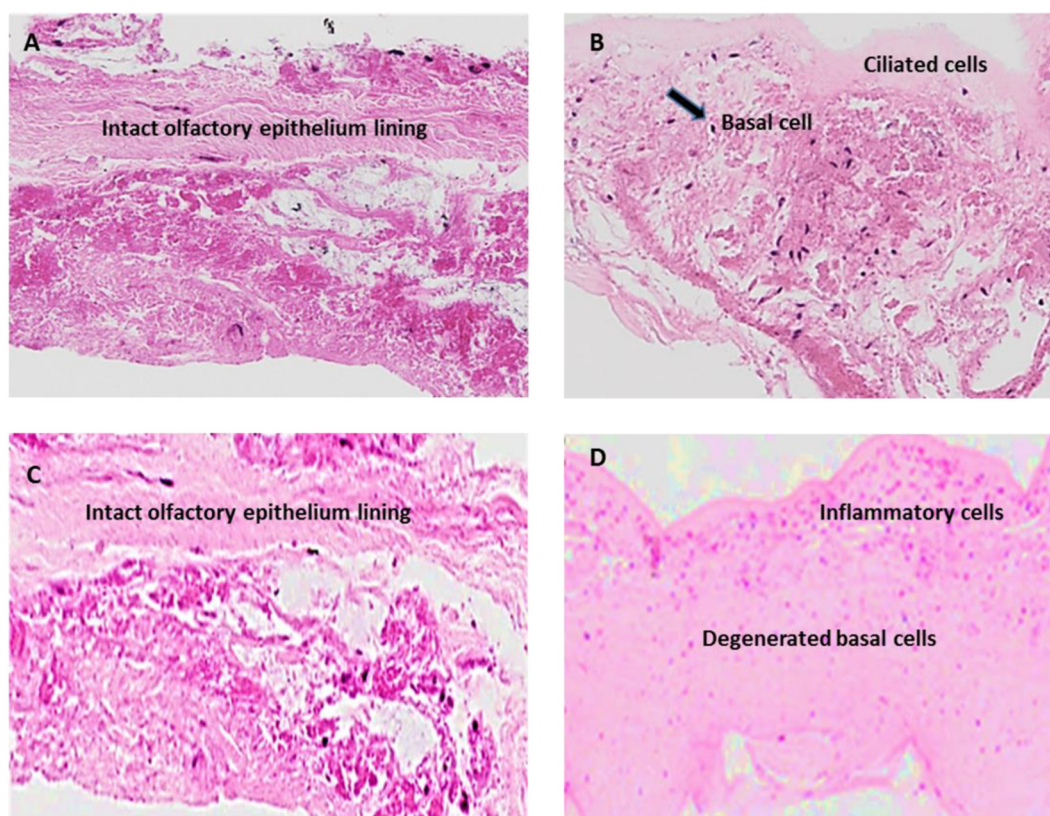 A
Intact olfactory epithelium lining
B
Ciliated cells
Basal cell
C
Intact olfactory epithelium lining
D
Inflammatory cells
Degenerated basal cells